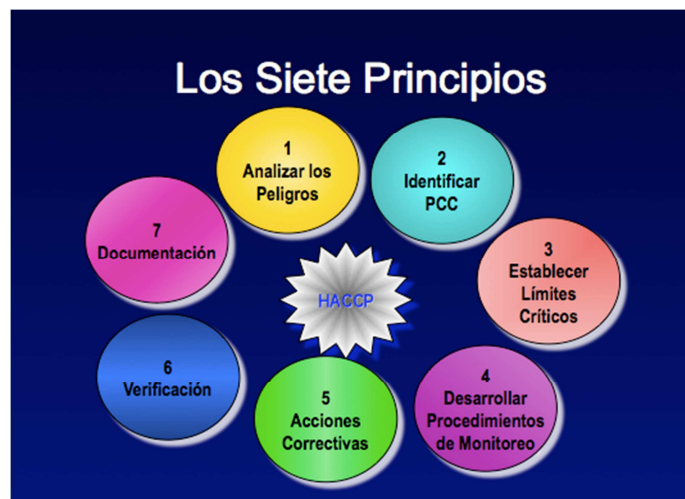 Los Siete Principios
1
Analizar los
Peligros
2
Identificar
PCC
3
Establecer
Límites
Críticos
4
Desarrollar
Procedimientos
de Monitoreo
5
Acciones
Correctivas
6
Verificación
7
Documentación
HACCP